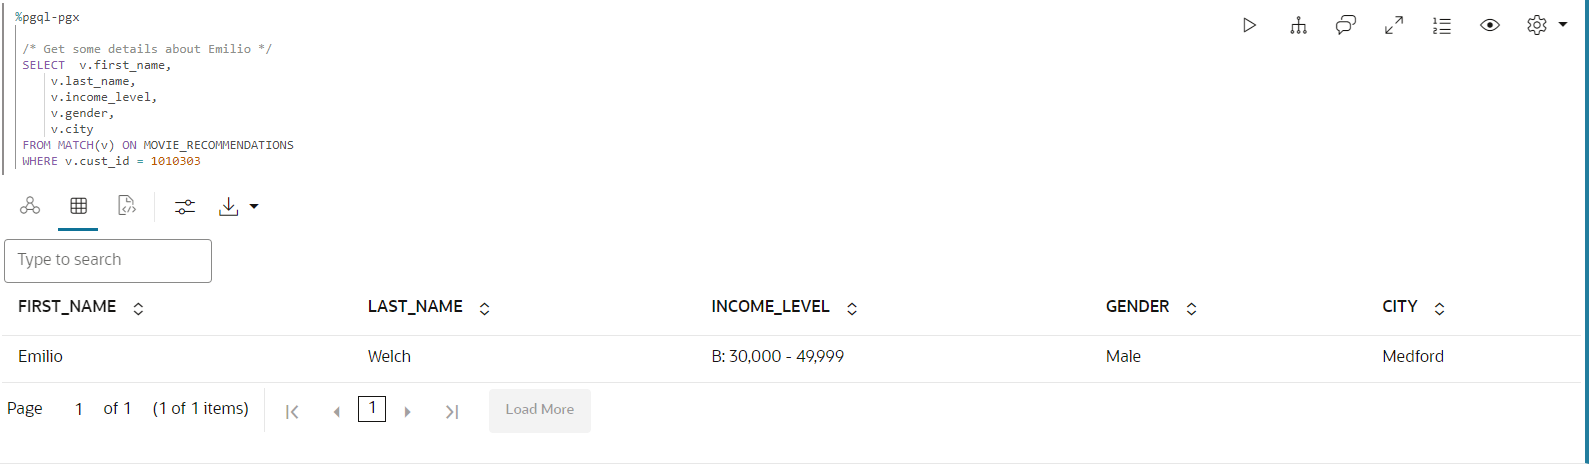 %pgql-pgx
/* Get some details about Emilio */
SELECT  v.first_name,
v.last_name,
v.income_level,
v.gender,
v.city
FROM MATCH(v) ON MOVIE_RECOMMENDATIONS
WHERE v.cust_id = 1010303
Type to search
FIRST_NAME LAST_NAME INCOME_LEVEL GENDER CITY
Emilio Welch B: 30,000 - 49,999 Male Medford
Page 1 of 1 (1 of 1 items) 1 Load More